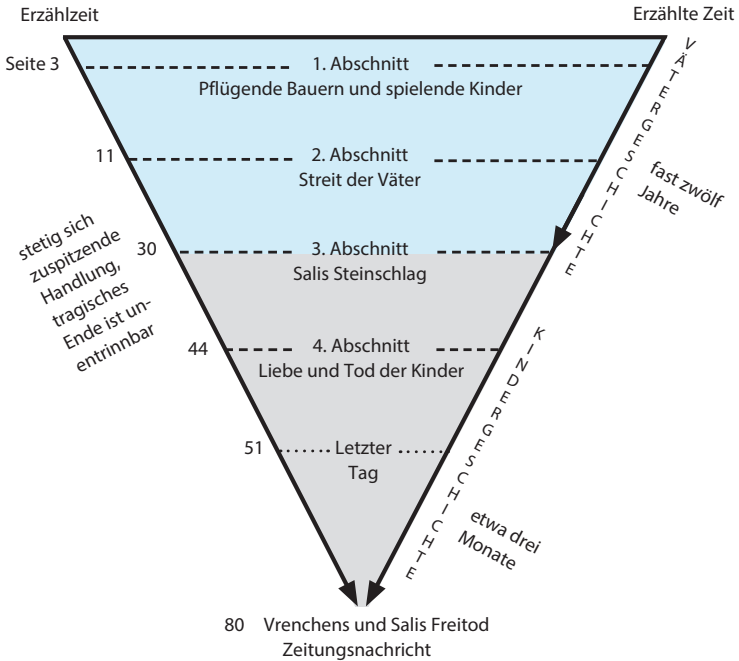 Erzählzeit
Erzählte Zeit
Seite 3
1. Abschnitt
Pflügende Bauern und spielende Kinder
VÄTERGESCHICHTE
11
2. Abschnitt
Streit der Väter
fast zwölf
Jahre
stetig sich
zuspitzende
Handlung,
tragisches
Ende ist un-
entrinnbar
30
3. Abschnitt
Salis Steinschlag
44
4. Abschnitt
Liebe und Tod der Kinder
KINDERGESCHICHTE
51
Letzter
Tag
etwa drei
Monate
80 Vrenchens und Salis Freitod
Zeitungsnachricht